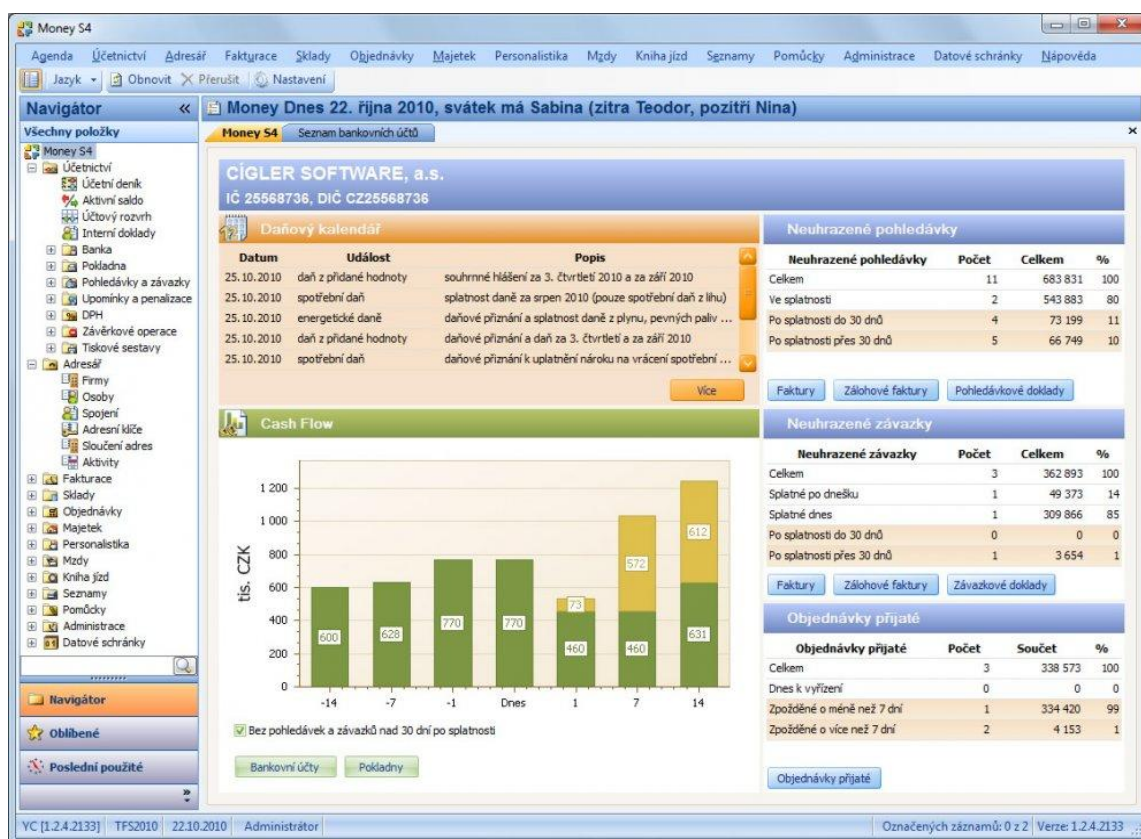 Money S4
Agenda Účetnictví Adresář Fakturace Sklady Objednávky Majetek Personalistika Mzdy Kniha jízd Seznamy Pomůcky Administrace Datové schránky Nápověda
Jazyk Obnovit Přerušit Nastavení
Navigátor «
Všechny položky
Money S4
Účetnictví
Účetní deník
Aktivní saldo
Účtový rozvrh
Interní doklady
Banka
Pokladna
Pohledávky a závazky
Upomínky a penalizace
DPH
Závěrkové operace
Tiskové sestavy
Adresář
Firmy
Osoby
Spojení
Adresní klíče
Sloučení adres
Aktivity
Fakturace
Sklady
Objednávky
Majetek
Personalistika
Mzdy
Kniha jízd
Seznamy
Pomůcky
Administrace
Datové schránky
Navigátor
Oblíbené
Poslední použité
»
Money Dnes 22. října 2010, svátek má Sabina (zitra Teodor, pozitří Nina)
Money S4 Seznam bankovních účtů
CÍGLER SOFTWARE, a.s.
IČ 25568736, DIČ CZ25568736
Daňový kalendář
Datum Událost Popis
25.10.2010 daň z přidané hodnoty souhrnné hlášení za 3. čtvrtletí 2010 a za září 2010
25.10.2010 spotřební daň splatnost daně za srpen 2010 (pouze spotřební daň z lihu)
25.10.2010 energetické daně daňové přiznání a splatnost daně z plynu, pevných paliv ...
25.10.2010 daň z přidané hodnoty daňové přiznání a daň za 3. čtvrtletí a za září 2010
25.10.2010 spotřební daň daňové přiznání k uplatnění nároku na vrácení spotřební ...
Více
Cash Flow
tis. CZK
1 200
1 000
800
600
400
200
0
600 628 770 770 460 73 460 572 631 612
-14 -7 -1 Dnes 1 7 14
Bez pohledávek a závazků nad 30 dní po splatnosti
Bankovní účty Pokladny
Neuhrazené pohledávky
Neuhrazené pohledávky Počet Celkem %
Celkem 11 683 831 100
Ve splatnosti 2 543 883 80
Po splatnosti do 30 dnů 4 73 199 11
Po splatnosti přes 30 dnů 5 66 749 10
Faktury Zálohové faktury Pohledávkové doklady
Neuhrazené závazky
Neuhrazené závazky Počet Celkem %
Celkem 3 362 893 100
Splatné po dnešku 1 49 373 14
Splatné dnes 1 309 866 85
Po splatnosti do 30 dnů 0 0 0
Po splatnosti přes 30 dnů 1 3 654 1
Faktury Zálohové faktury Závazkové doklady
Objednávky přijaté
Objednávky přijaté Počet Součet %
Celkem 3 338 573 100
Dnes k vyřízení 0 0 0
Zpožděné o méně než 7 dní 1 334 420 99
Zpožděné o více než 7 dní 2 4 153 1
Objednávky přijaté
YC [1.2.4.2133] TFS2010 22.10.2010 Administrátor Označených záznamů: 0 z 2 Verze: 1.2.4.2133